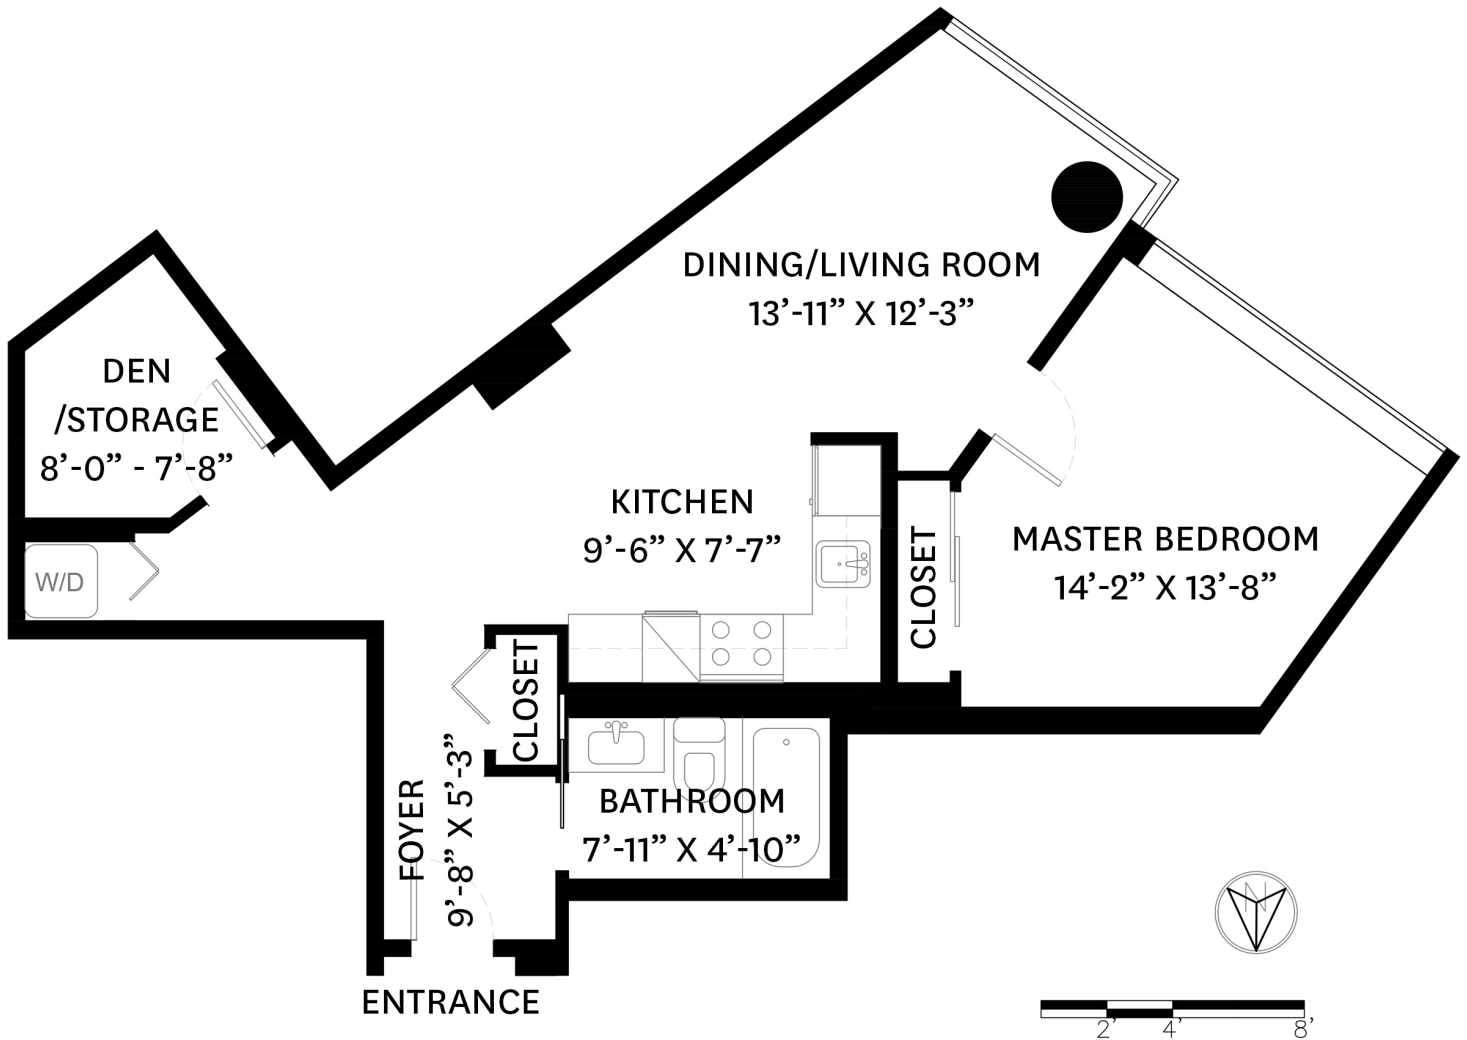 DINING/LIVING ROOM
13’-11” X 12’-3”
DEN
/STORAGE
8’-0” - 7’-8”
KITCHEN
9’-6” X 7’-7”
MASTER BEDROOM
14’-2” X 13’-8”
CLOSET
W/D
CLOSET
FOYER
9’-8” X 5’-3”
BATHROOM
7’-11” X 4’-10”
N
ENTRANCE
2’ 4’ 8’